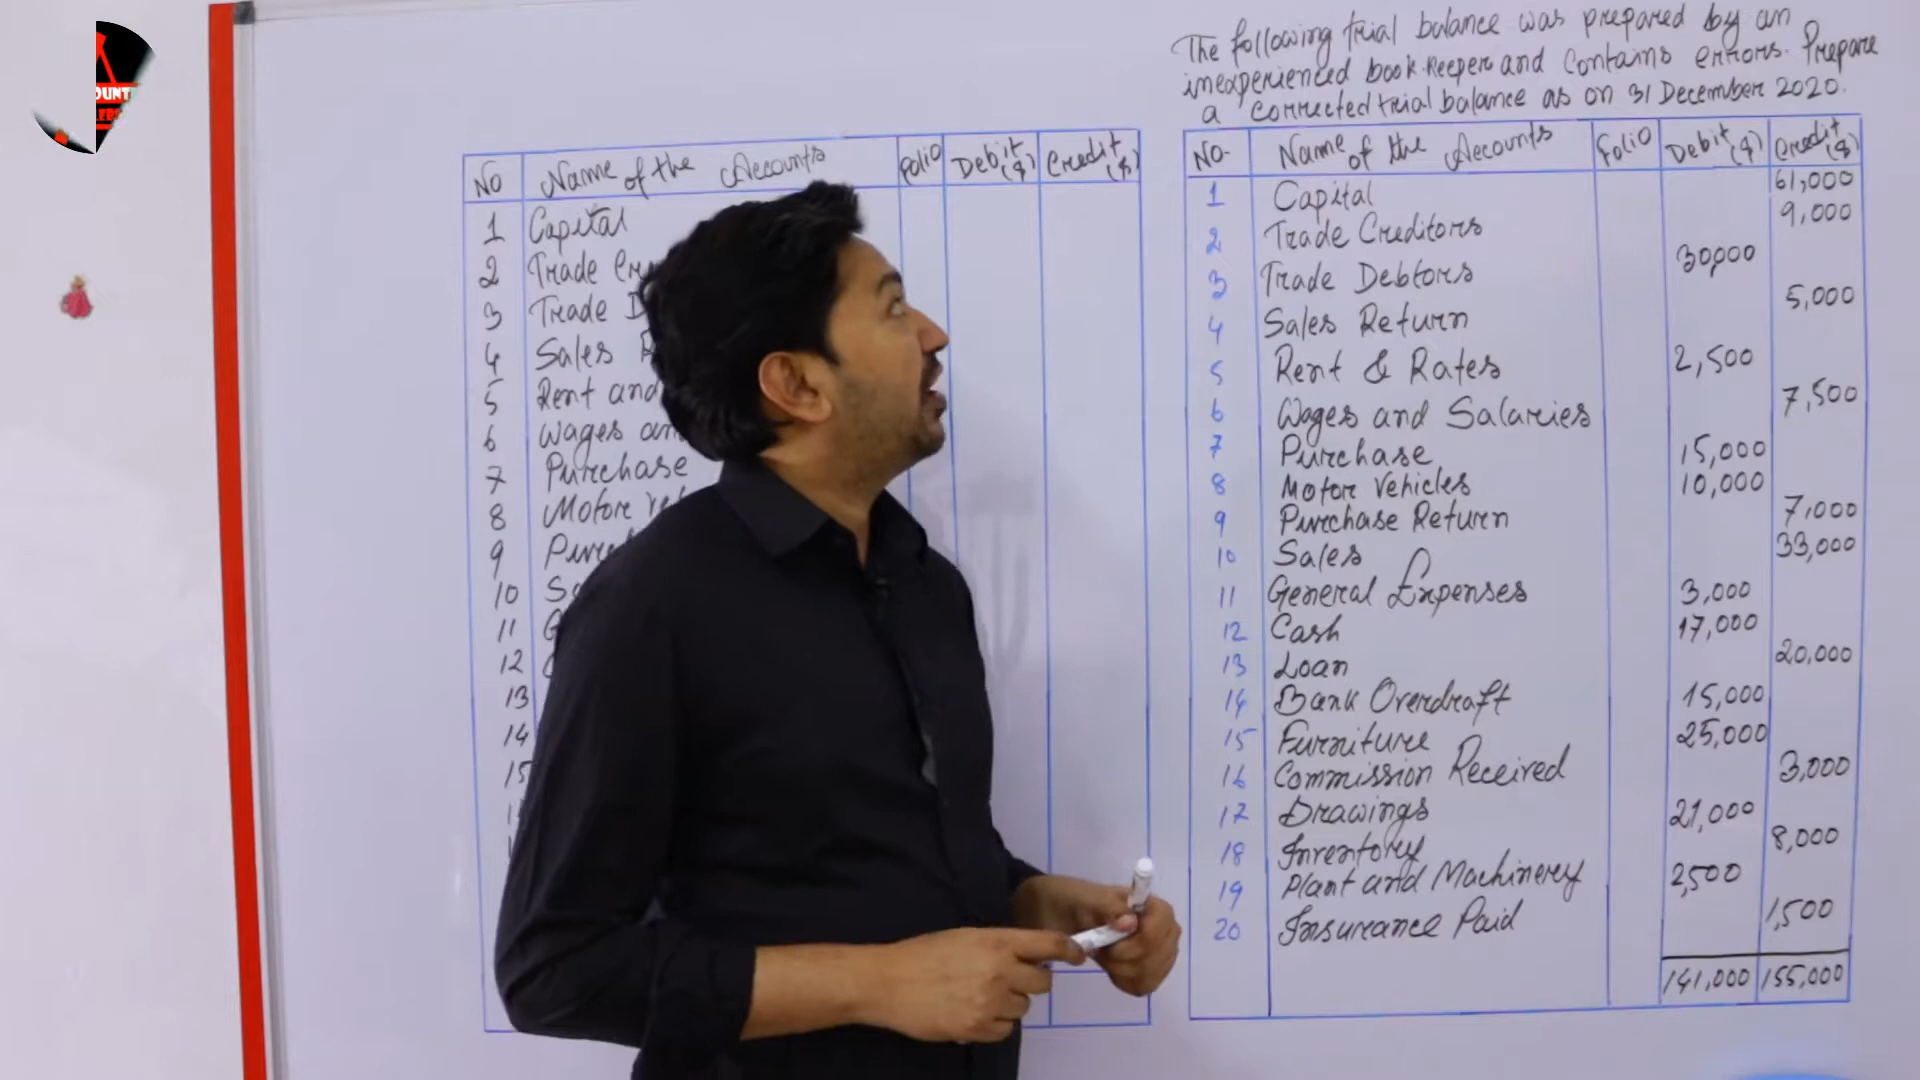 OUNT
The following trial balance was prepared by an
inexperienced book-keeper and contains errors. Prepare
a corrected trial balance as on 31 December 2020.
No Name of the Accounts Folio Debit ($) Credit ($)
1 Capital
2 Trade
3 Trade
4 Sales
5 Rent and
6 Wages
7 Purchase
8 Motor
9
10
11
12
13
14
15
No. Name of the Accounts Folio Debit ($) Credit ($)
1 Capital 61,000
2 Trade Creditors 9,000
3 Trade Debtors 30,000
4 Sales Return 5,000
5 Rent & Rates 2,500
6 Wages and Salaries 7,500
7 Purchase 15,000
8 Motor Vehicles 10,000
9 Purchase Return 7,000
10 Sales 33,000
11 General Expenses 3,000
12 Cash 17,000
13 Loan 20,000
14 Bank Overdraft 15,000
15 Furniture 25,000
16 Commission Received 3,000
17 Drawings 21,000
18 Inventory 8,000
19 Plant and Machinery 2,500
20 Insurance Paid 1,500
141,000 155,000